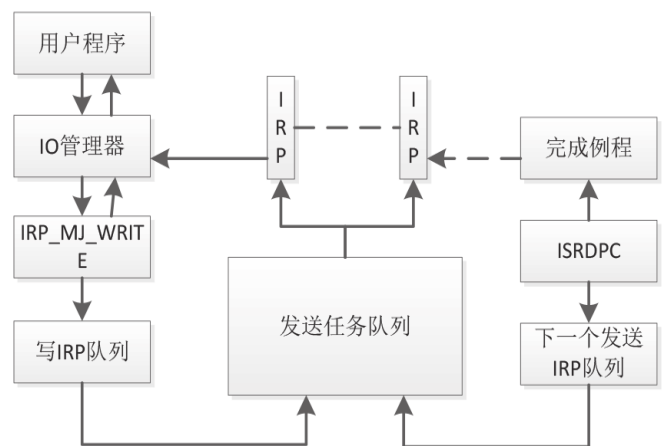 用户程序
IO管理器
IRP_MJ_WRIT
E
写IRP队列
I
R
P
I
R
P
发送任务队列
完成例程
ISRDPC
下一个发送
IRP队列